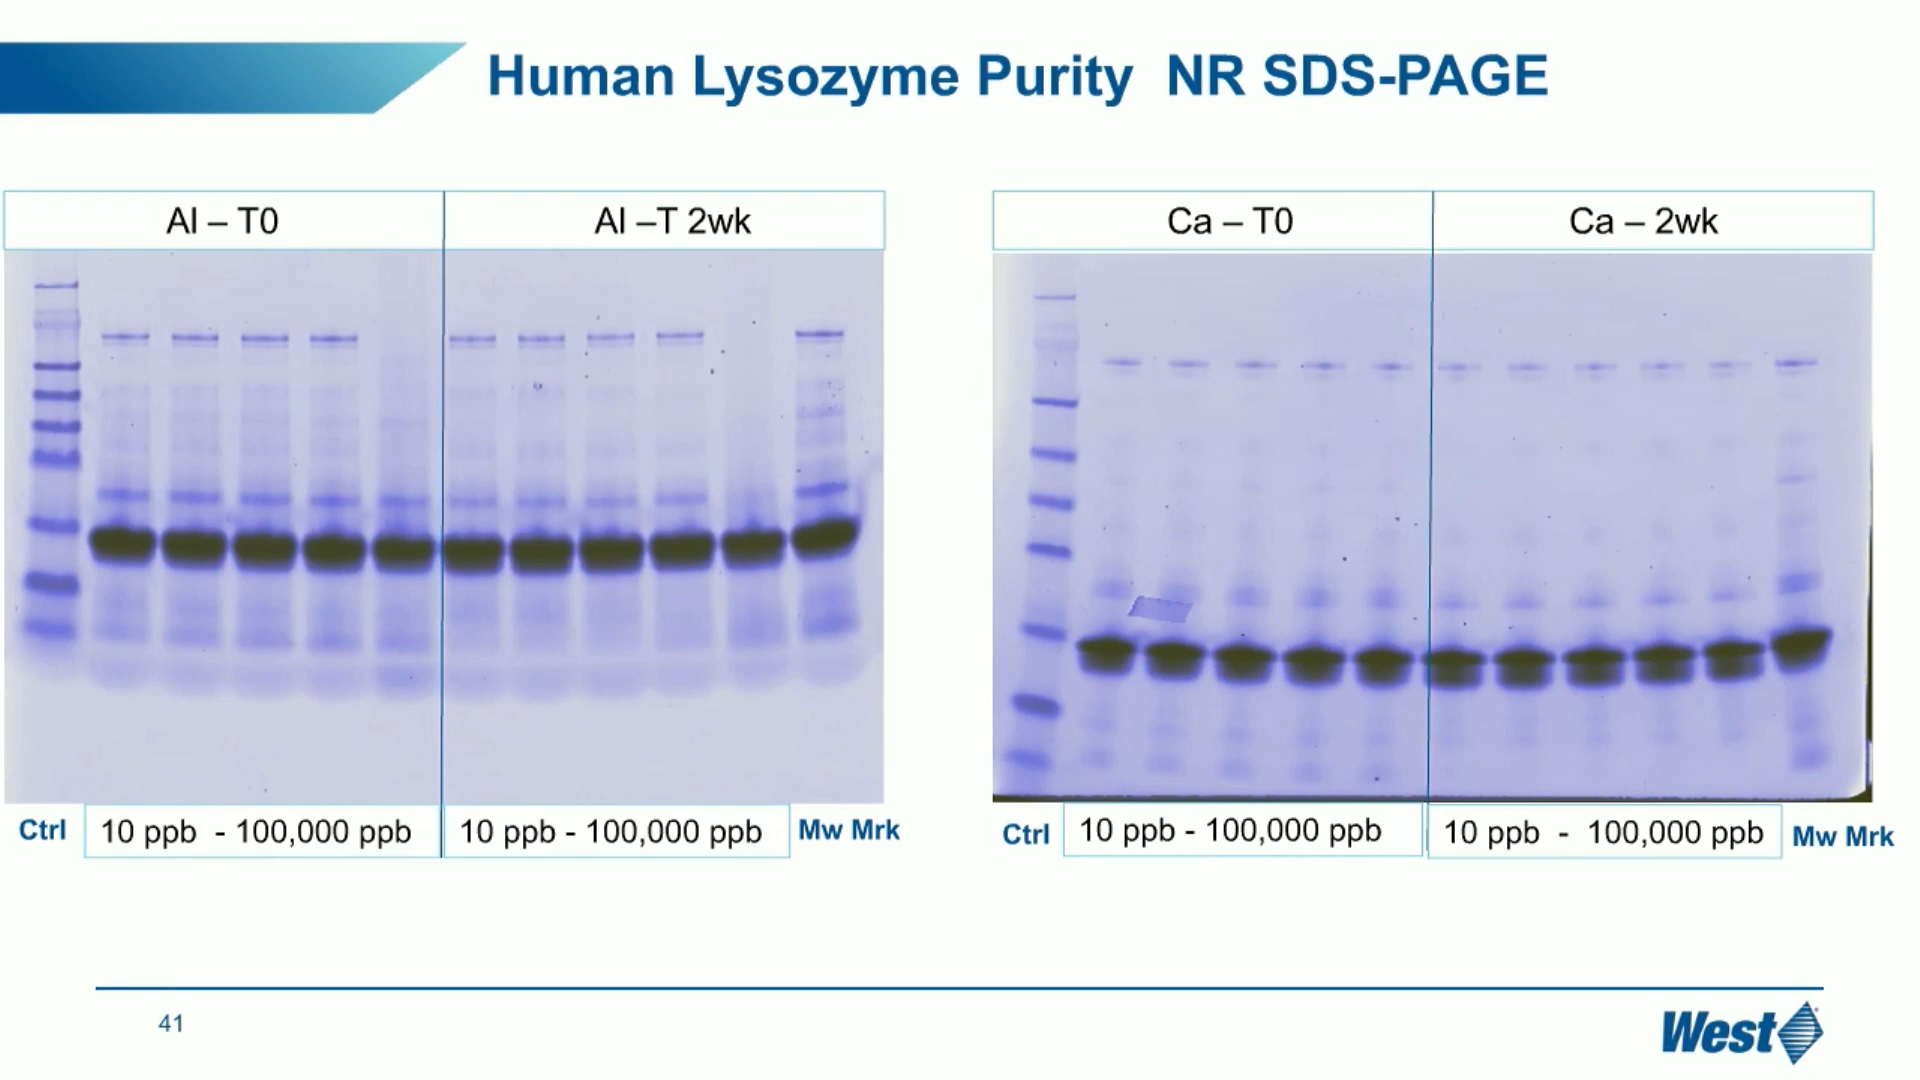 Human Lysozyme Purity NR SDS-PAGE
Al – T0
Al –T 2wk
Ca – T0
Ca – 2wk
Ctrl
10 ppb - 100,000 ppb
10 ppb - 100,000 ppb
Mw Mrk
Ctrl
10 ppb - 100,000 ppb
10 ppb - 100,000 ppb
Mw Mrk
41
West